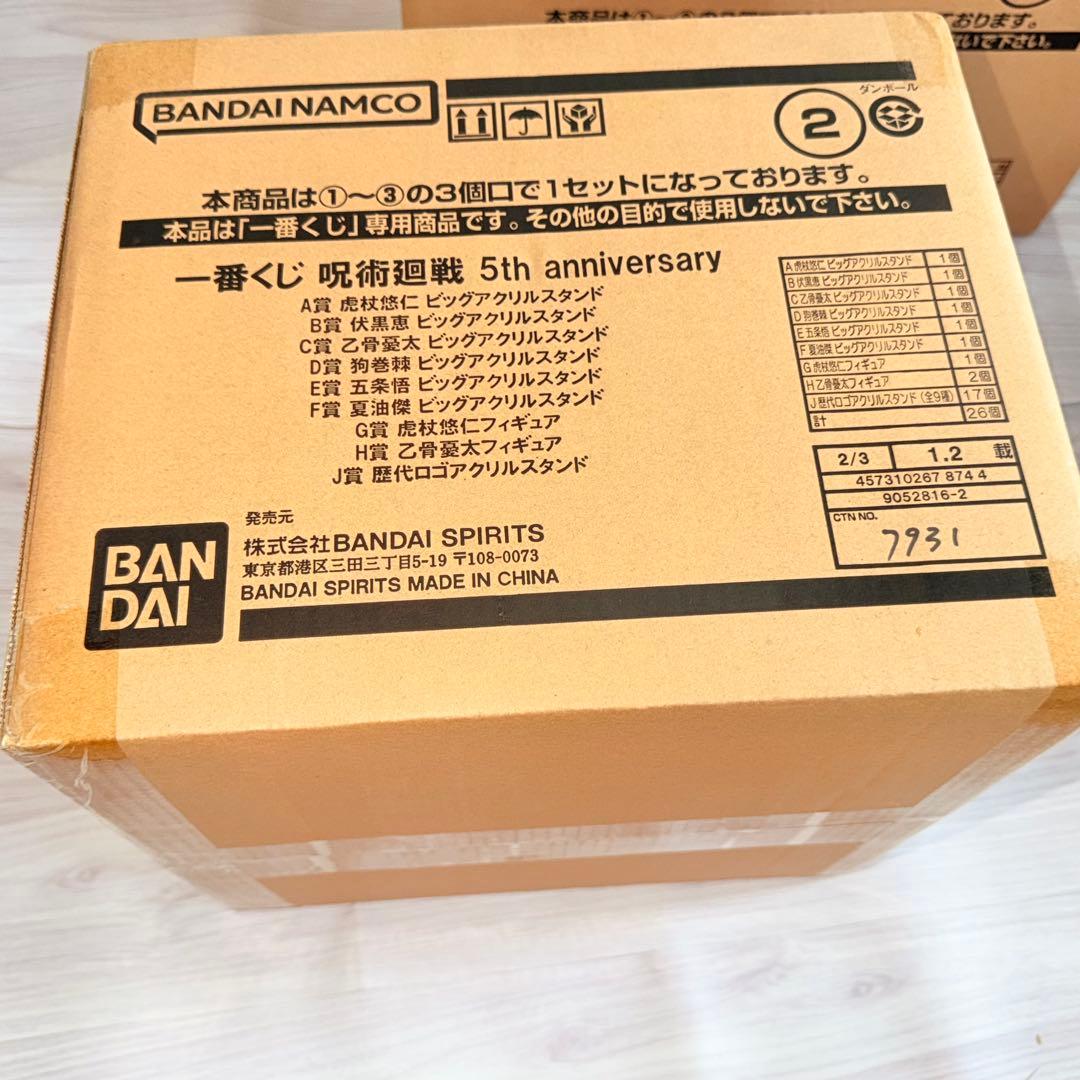 本商品は①～③の3個口で
ております。
ないで下さい。
BANDAI NAMCO
2
ダンボール
本商品は①～③の3個口で1セットになっております。
本品は「一番くじ」専用商品です。その他の目的で使用しないで下さい。
一番くじ 呪術廻戦 5th anniversary
A賞 虎杖悠仁 ビッグアクリルスタンド
B賞 伏黒恵 ビッグアクリルスタンド
C賞 乙骨憂太 ビッグアクリルスタンド
D賞 狗巻棘 ビッグアクリルスタンド
E賞 五条悟 ビッグアクリルスタンド
F賞 夏油傑 ビッグアクリルスタンド
G賞 虎杖悠仁フィギュア
H賞 乙骨憂太フィギュア
J賞 歴代ロゴアクリルスタンド
A 虎杖悠仁 ビッグアクリルスタンド 1個
B 伏黒恵 ビッグアクリルスタンド 1個
C 乙骨憂太 ビッグアクリルスタンド 1個
D 狗巻棘 ビッグアクリルスタンド 1個
E 五条悟 ビッグアクリルスタンド 1個
F 夏油傑 ビッグアクリルスタンド 1個
G 虎杖悠仁フィギュア 1個
H 乙骨憂太フィギュア 2個
J 歴代ロゴアクリルスタンド（全9種） 17個
計 26個
2/3 1.2 載
457310267 874 4
9052816-2
CTN NO.
7931
BAN
DAI
発売元
株式会社BANDAI SPIRITS
東京都港区三田三丁目5-19 〒108-0073
BANDAI SPIRITS MADE IN CHINA